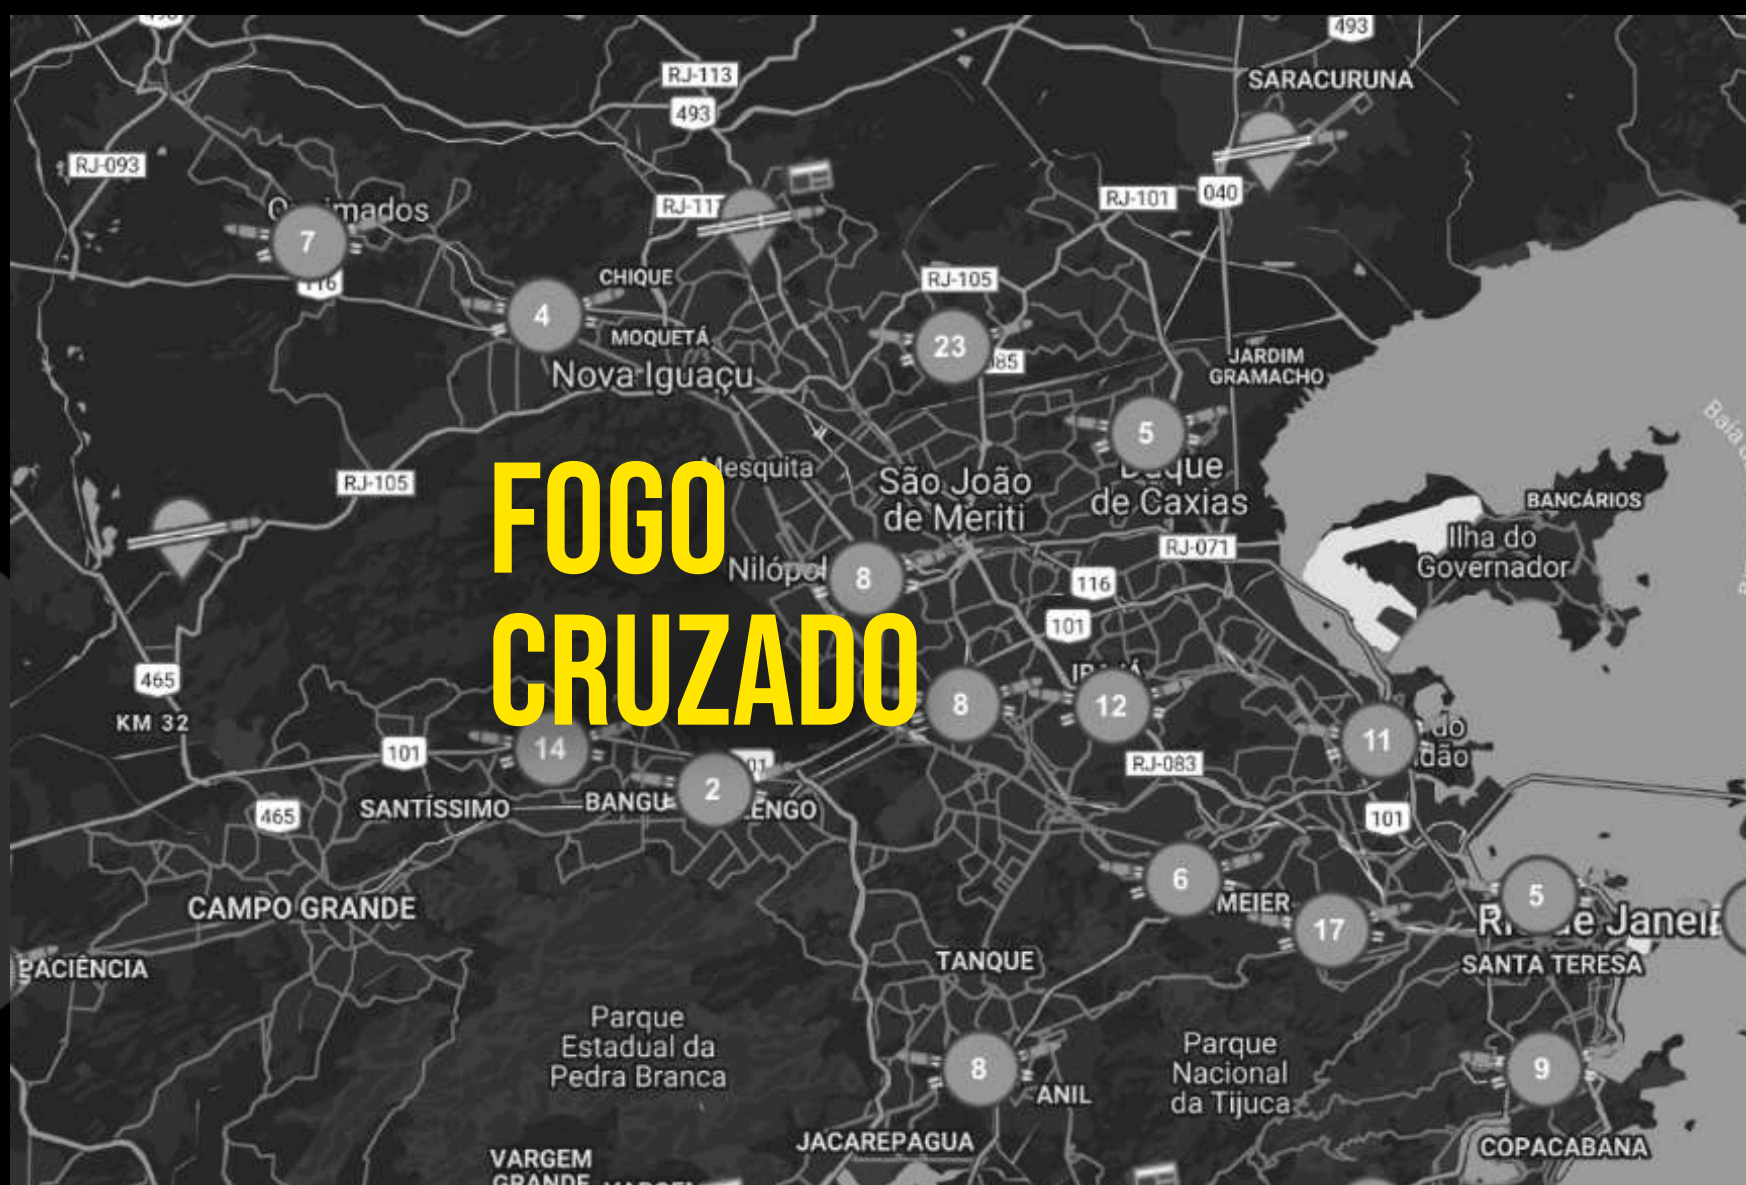 493
RJ-113
493
SARACURUNA
RJ-093
RJ-101
040
7
CHIQUE
RJ-105
4
MOQUETÁ
23
Nova Iguaçu
JARDIM
GRAMACHO
5
Mesquita
São João
de Meriti
Duque
de Caxias
RJ-105
FOGO
CRUZADO
BANCÁRIOS
Ilha do
Governador
RJ-071
8
116
101
465
KM 32
8
12
11
101
14
RJ-083
2
SANTÍSSIMO
BANGU
465
101
6
MEIER
5
17
CAMPO GRANDE
TANQUE
SANTA TERESA
PACIÊNCIA
Parque
Estadual da
Pedra Branca
8
ANIL
Parque
Nacional
da Tijuca
9
JACAREPAGUA
COPACABANA
VARGEM
GRANDE